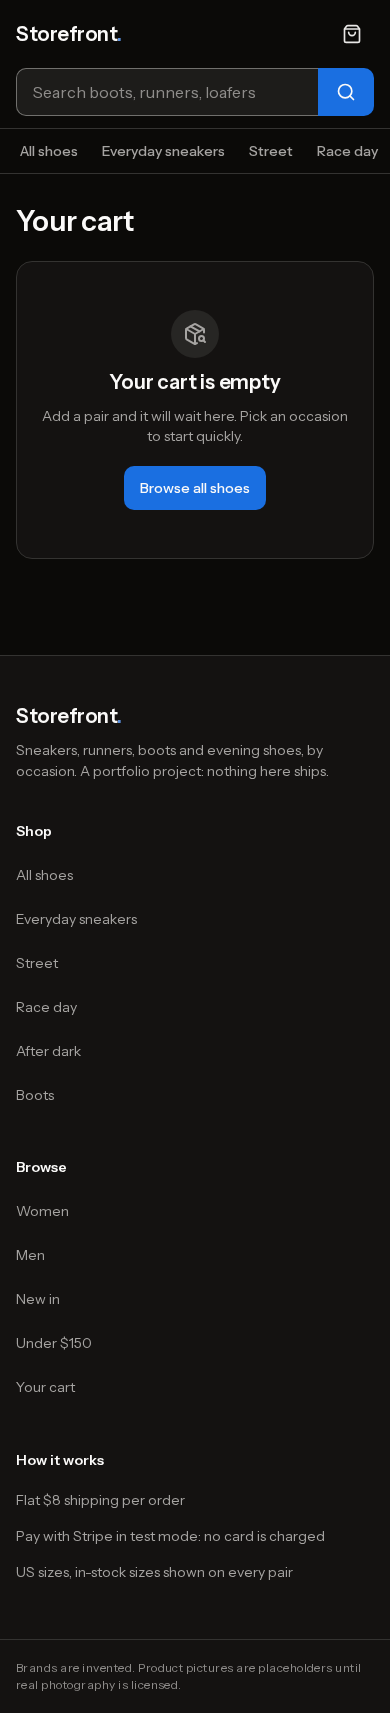 Storefront.
Search boots, runners, loafers
All shoes Everyday sneakers Street Race day
Your cart
Your cart is empty
Add a pair and it will wait here. Pick an occasion
to start quickly.
Browse all shoes
Storefront.
Sneakers, runners, boots and evening shoes, by
occasion. A portfolio project: nothing here ships.
Shop
All shoes
Everyday sneakers
Street
Race day
After dark
Boots
Browse
Women
Men
New in
Under $150
Your cart
How it works
Flat $8 shipping per order
Pay with Stripe in test mode: no card is charged
US sizes, in-stock sizes shown on every pair
Brands are invented. Product pictures are placeholders until
real photography is licensed.